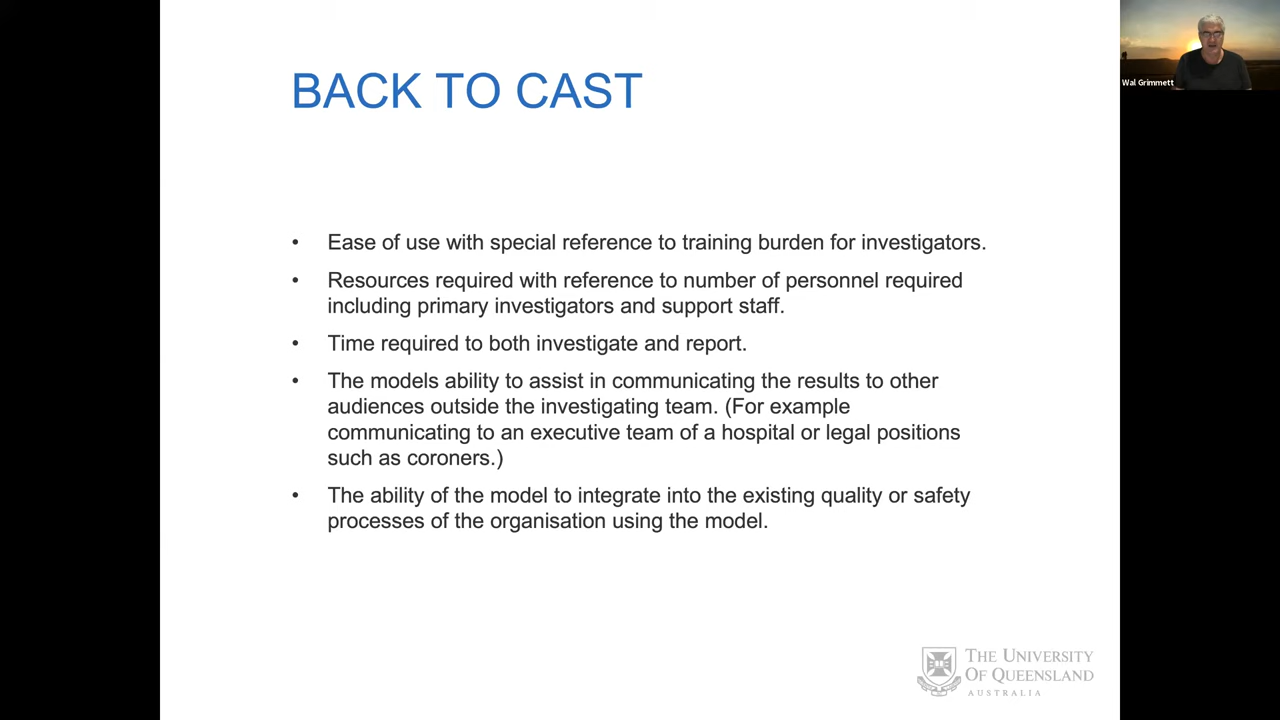 BACK TO CAST
Wal Grimmett
• Ease of use with special reference to training burden for investigators.
• Resources required with reference to number of personnel required
including primary investigators and support staff.
• Time required to both investigate and report.
• The models ability to assist in communicating the results to other
audiences outside the investigating team. (For example
communicating to an executive team of a hospital or legal positions
such as coroners.)
• The ability of the model to integrate into the existing quality or safety
processes of the organisation using the model.
THE UNIVERSITY
OF QUEENSLAND
AUSTRALIA